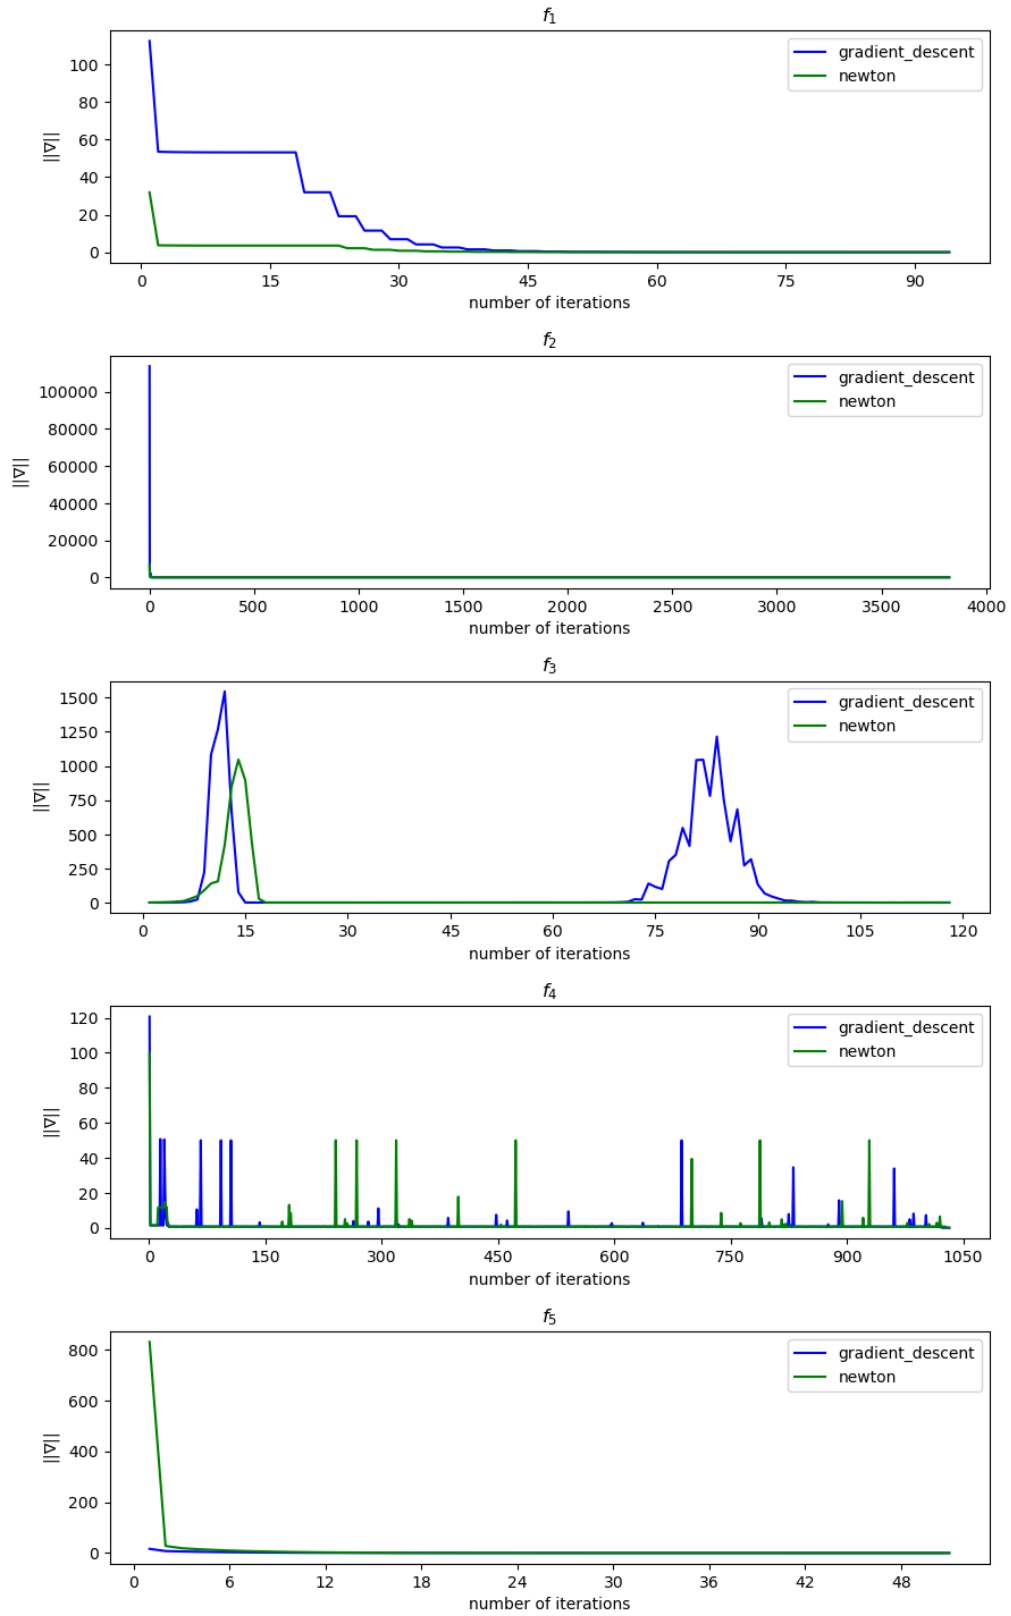 f₁
||∇||
100
80
60
40
20
0
gradient_descent
newton
0 15 30 45 60 75 90
number of iterations
f₂
||∇||
100000
80000
60000
40000
20000
0
gradient_descent
newton
0 500 1000 1500 2000 2500 3000 3500 4000
number of iterations
f₃
||∇||
1500
1250
1000
750
500
250
0
gradient_descent
newton
0 15 30 45 60 75 90 105 120
number of iterations
f₄
||∇||
120
100
80
60
40
20
0
gradient_descent
newton
0 150 300 450 600 750 900 1050
number of iterations
f₅
||∇||
800
600
400
200
0
gradient_descent
newton
0 6 12 18 24 30 36 42 48
number of iterations